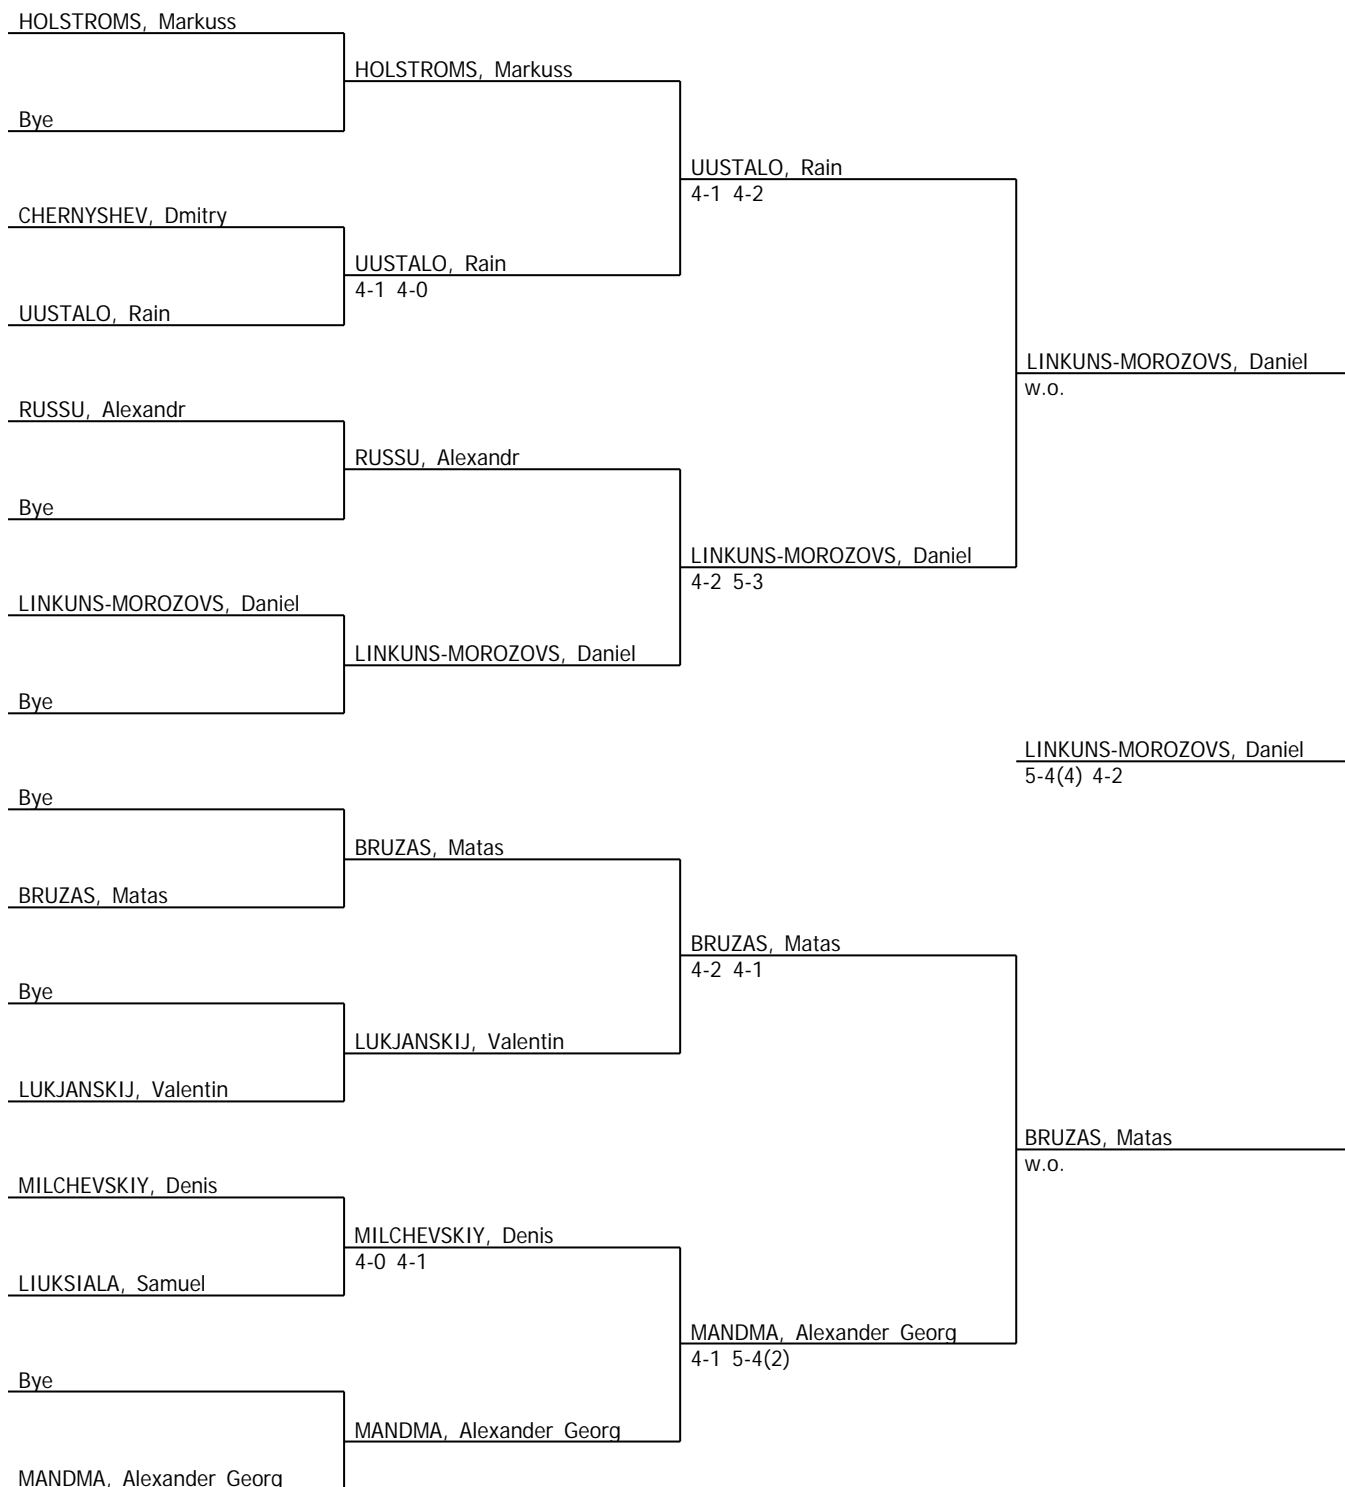 HOLSTROMS, Markuss
HOLSTROMS, Markuss
Bye
UUSTALO, Rain
4-1 4-2
CHERNYSHEV, Dmitry
UUSTALO, Rain
4-1 4-0
UUSTALO, Rain
LINKUNS-MOROZOVS, Daniel
w.o.
RUSSU, Alexandr
RUSSU, Alexandr
Bye
LINKUNS-MOROZOVS, Daniel
4-2 5-3
LINKUNS-MOROZOVS, Daniel
LINKUNS-MOROZOVS, Daniel
Bye
LINKUNS-MOROZOVS, Daniel
5-4(4) 4-2
Bye
BRUZAS, Matas
BRUZAS, Matas
BRUZAS, Matas
4-2 4-1
Bye
LUKJANSKIJ, Valentin
LUKJANSKIJ, Valentin
BRUZAS, Matas
w.o.
MILCHEVSKIY, Denis
MILCHEVSKIY, Denis
4-0 4-1
LIUKSIALA, Samuel
MANDMA, Alexander Georg
4-1 5-4(2)
Bye
MANDMA, Alexander Georg
MANDMA, Alexander Georg